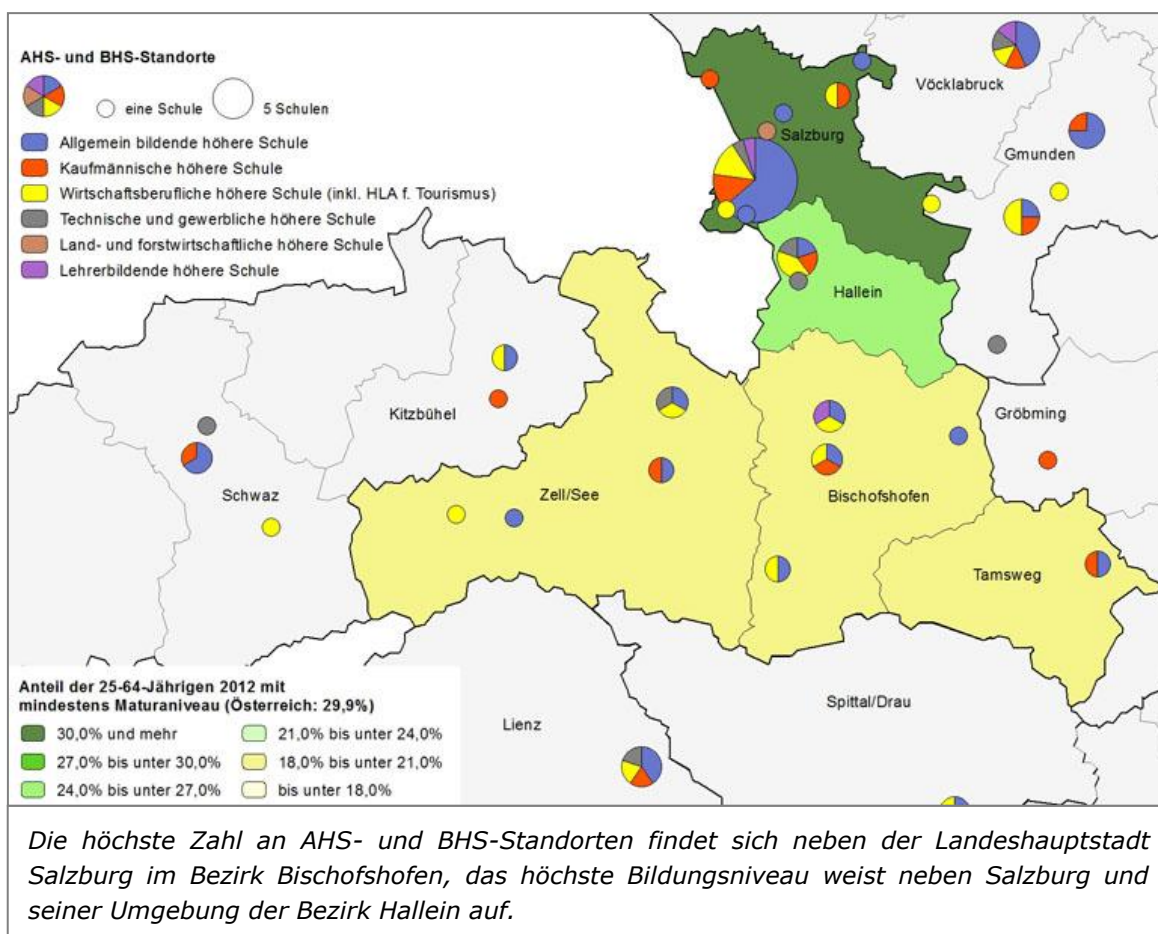 AHS- und BHS-Standorte
eine Schule
5 Schulen
Allgemein bildende höhere Schule
Kaufmännische höhere Schule
Wirtschaftsberufliche höhere Schule (inkl. HLA f. Tourismus)
Technische und gewerbliche höhere Schule
Land- und forstwirtschaftliche höhere Schule
Lehrerbildende höhere Schule
Vöcklabruck
Salzburg
Gmunden
Hallein
Kitzbühel
Gröbming
Schwaz
Zell/See
Bischofshofen
Tamsweg
Lienz
Spittal/Drau
Anteil der 25-64-Jährigen 2012 mit
mindestens Maturaniveau (Österreich: 29,9%)
30,0% und mehr
27,0% bis unter 30,0%
24,0% bis unter 27,0%
21,0% bis unter 24,0%
18,0% bis unter 21,0%
bis unter 18,0%
Die höchste Zahl an AHS- und BHS-Standorten findet sich neben der Landeshauptstadt
Salzburg im Bezirk Bischofshofen, das höchste Bildungsniveau weist neben Salzburg und
seiner Umgebung der Bezirk Hallein auf.